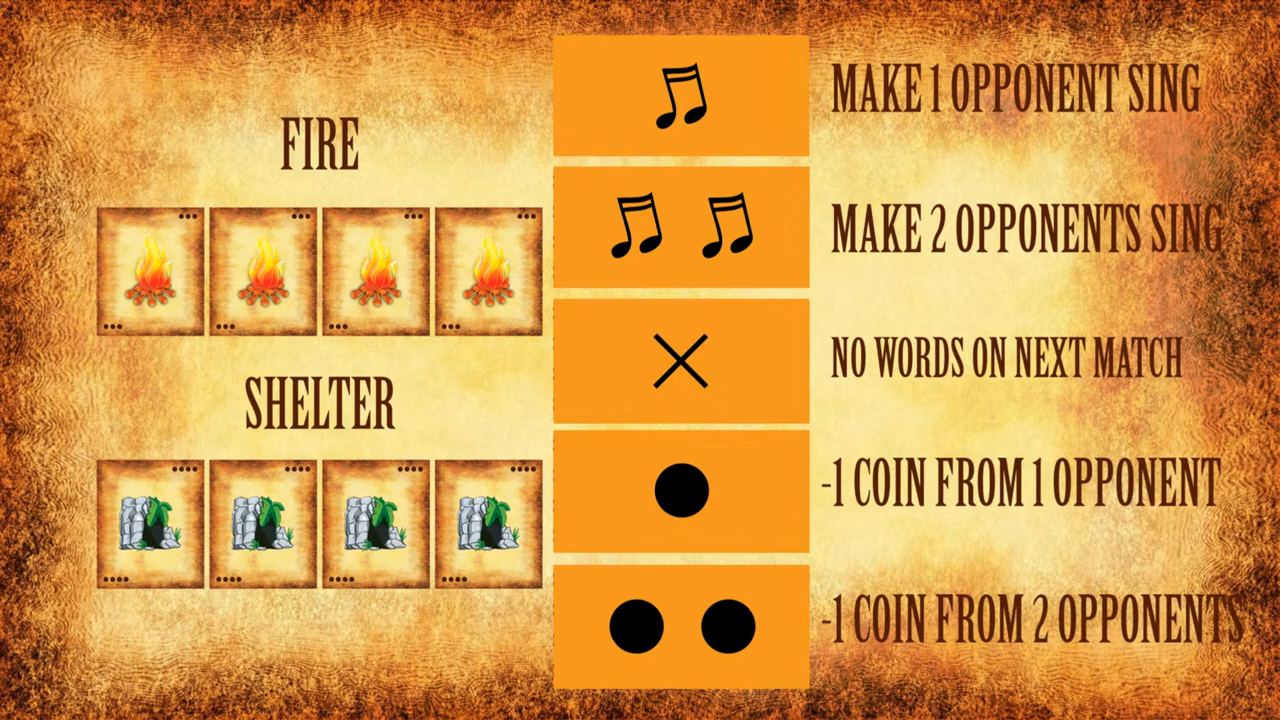 FIRE
SHELTER
MAKE 1 OPPONENT SING
MAKE 2 OPPONENTS SING
NO WORDS ON NEXT MATCH
-1 COIN FROM 1 OPPONENT
-1 COIN FROM 2 OPPONENTS